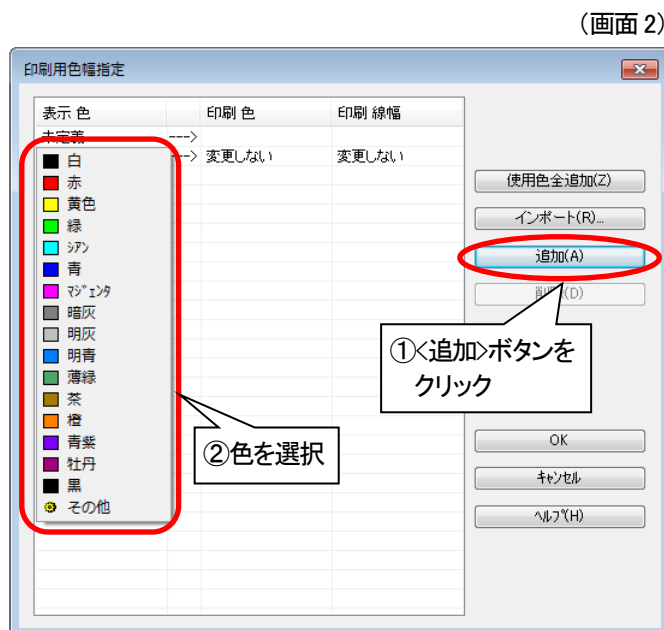 (画面 2)
印刷用色幅指定
表示 色 印刷 色 印刷 線幅
未定義 --->
--> 変更しない 変更しない
白
赤
黄色
緑
ｼｱﾝ
青
ﾏｼﾞｪﾝﾀ
暗灰
明灰
明青
薄緑
茶
橙
青紫
牡丹
黒
その他
使用色全追加(Z)
インポート(R)...
追加(A)
(D)
①<追加>ボタンを
クリック
②色を選択
OK
キャンセル
ヘルプ(H)